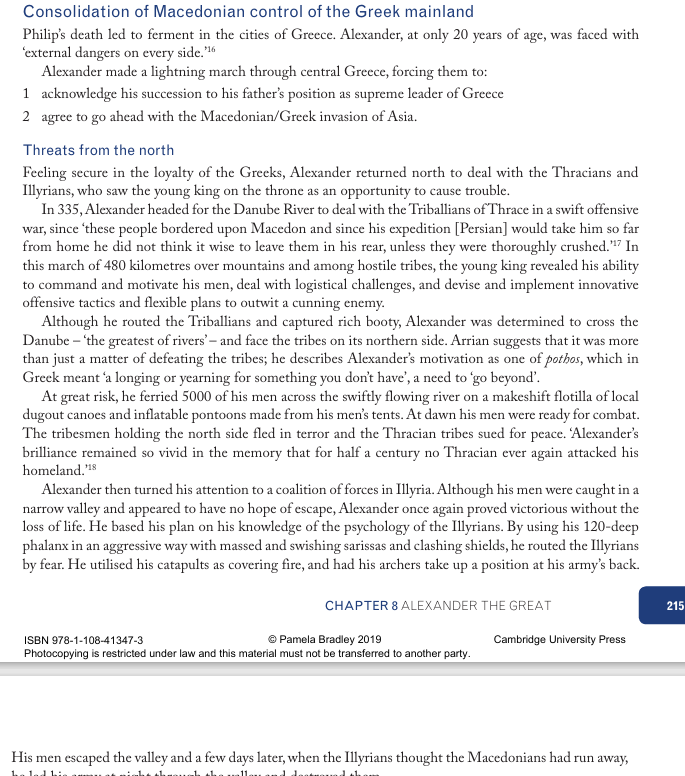 Consolidation of Macedonian control of the Greek mainland
Philip's death led to ferment in the cities of Greece. Alexander, at only 20 years of age, was faced with
'external dangers on every side.'16
Alexander made a lightning march through central Greece, forcing them to:
1 acknowledge his succession to his father's position as supreme leader of Greece
2 agree to go ahead with the Macedonian/Greek invasion of Asia.
Threats from the north
Feeling secure in the loyalty of the Greeks, Alexander returned north to deal with the Thracians and
Illyrians, who saw the young king on the throne as an opportunity to cause trouble.
In 335, Alexander headed for the Danube River to deal with the Triballians of Thrace in a swift offensive
war, since 'these people bordered upon Macedon and since his expedition [Persian] would take him so far
from home he did not think it wise to leave them in his rear, unless they were thoroughly crushed.'17 In
this march of 480 kilometres over mountains and among hostile tribes, the young king revealed his ability
to command and motivate his men, deal with logistical challenges, and devise and implement innovative
offensive tactics and flexible plans to outwit a cunning enemy.
Although he routed the Triballians and captured rich booty, Alexander was determined to cross the
Danube – 'the greatest of rivers' – and face the tribes on its northern side. Arrian suggests that it was more
than just a matter of defeating the tribes; he describes Alexander's motivation as one of pothos, which in
Greek meant 'a longing or yearning for something you don't have', a need to 'go beyond'.
At great risk, he ferried 5000 of his men across the swiftly flowing river on a makeshift flotilla of local
dugout canoes and inflatable pontoons made from his men's tents. At dawn his men were ready for combat.
The tribesmen holding the north side fled in terror and the Thracian tribes sued for peace. 'Alexander's
brilliance remained so vivid in the memory that for half a century no Thracian ever again attacked his
homeland.'18
Alexander then turned his attention to a coalition of forces in Illyria. Although his men were caught in a
narrow valley and appeared to have no hope of escape, Alexander once again proved victorious without the
loss of life. He based his plan on his knowledge of the psychology of the Illyrians. By using his 120-deep
phalanx in an aggressive way with massed and swishing sarissas and clashing shields, he routed the Illyrians
by fear. He utilised his catapults as covering fire, and had his archers take up a position at his army's back.
CHAPTER 8 ALEXANDER THE GREAT 215
ISBN 978-1-108-41347-3 © Pamela Bradley 2019 Cambridge University Press
Photocopying is restricted under law and this material must not be transferred to another party.
His men escaped the valley and a few days later, when the Illyrians thought the Macedonians had run away,
he led his army at night through the valley and destroyed them.